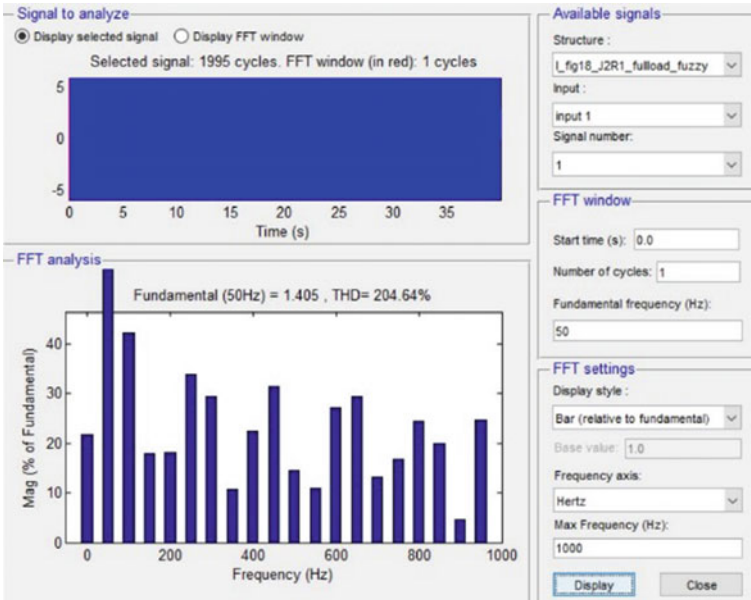 Signal to analyze
Display selected signal Display FFT window
Selected signal: 1995 cycles. FFT window (in red): 1 cycles
5
0
-5
0 5 10 15 20 25 30 35
Time (s)
FFT analysis
Fundamental (50Hz) = 1.405 , THD= 204.64%
Mag (% of Fundamental)
40
30
20
10
0
0 200 400 600 800 1000
Frequency (Hz)
Available signals
Structure :
I_fig18_J2R1_fullload_fuzzy
Input :
input 1
Signal number:
1
FFT window
Start time (s): 0.0
Number of cycles: 1
Fundamental frequency (Hz):
50
FFT settings
Display style :
Bar (relative to fundamental)
Base value: 1.0
Frequency axis:
Hertz
Max Frequency (Hz):
1000
Display Close